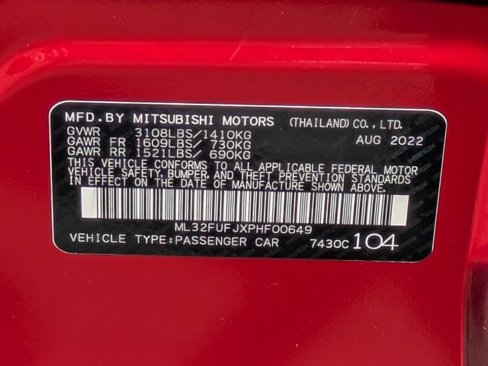 MFD.BY MITSUBISHI MOTORS (THAILAND)CO.,LTD.
GVWR 3108LBS/1410KG AUG 2022
GAWR FR 1609LBS/ 730KG
GAWR RR 1521LBS/ 690KG
THIS VEHICLE CONFORMS TO ALL APPLICABLE FEDERAL MOTOR
VEHICLE SAFETY, BUMPER, AND THEFT PREVENTION STANDARDS
IN EFFECT ON THE DATE OF MANUFACTURE SHOWN ABOVE.
ML32FUFJXPHF00649
VEHICLE TYPE:PASSENGER CAR 7430C 104